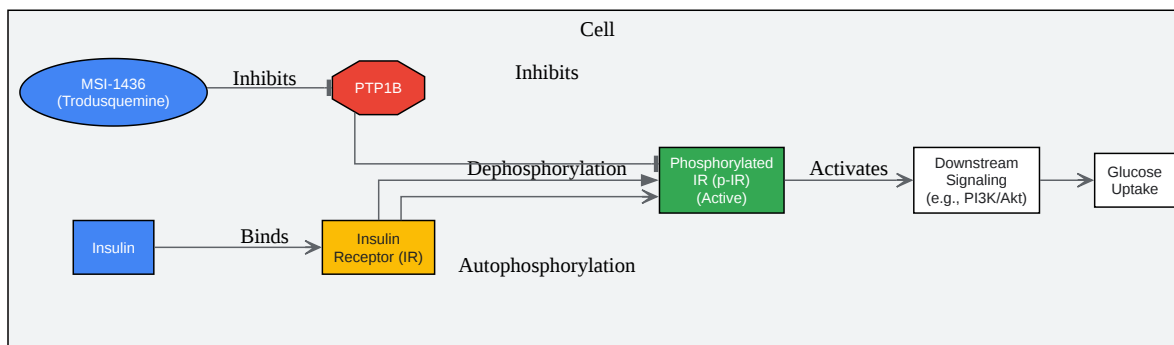 Cell
MSI-1436
(Trodusquemine)
Inhibits
PTP1B
Inhibits
Dephosphorylation
Phosphorylated
IR (p-IR)
(Active)
Activates
Downstream
Signaling
(e.g., PI3K/Akt)
Glucose
Uptake
Insulin
Binds
Insulin
Receptor (IR)
Autophosphorylation